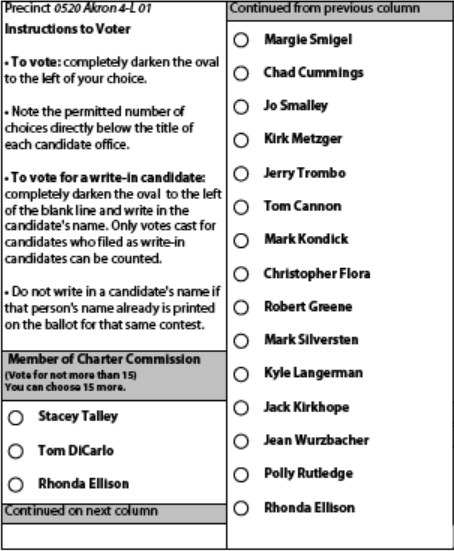 Precinct 0520 Akron 4-L 01
Instructions to Voter
• To vote: completely darken the oval
to the left of your choice.
• Note the permitted number of
choices directly below the title of
each candidate office.
• To vote for a write-in candidate:
completely darken the oval to the left
of the blank line and write in the
candidate's name. Only votes cast for
candidates who filed as write-in
candidates can be counted.
• Do not write in a candidate's name if
that person's name already is printed
on the ballot for that same contest.
Member of Charter Commission
(Vote for not more than 15)
You can choose 15 more.
Stacey Talley
Tom DiCarlo
Rhonda Ellison
Continued on next column
Continued from previous column
Margie Smigel
Chad Cummings
Jo Smalley
Kirk Metzger
Jerry Trombo
Tom Cannon
Mark Kondick
Christopher Flora
Robert Greene
Mark Silversten
Kyle Langerman
Jack Kirkhope
Jean Wurzbacher
Polly Rutledge
Rhonda Ellison